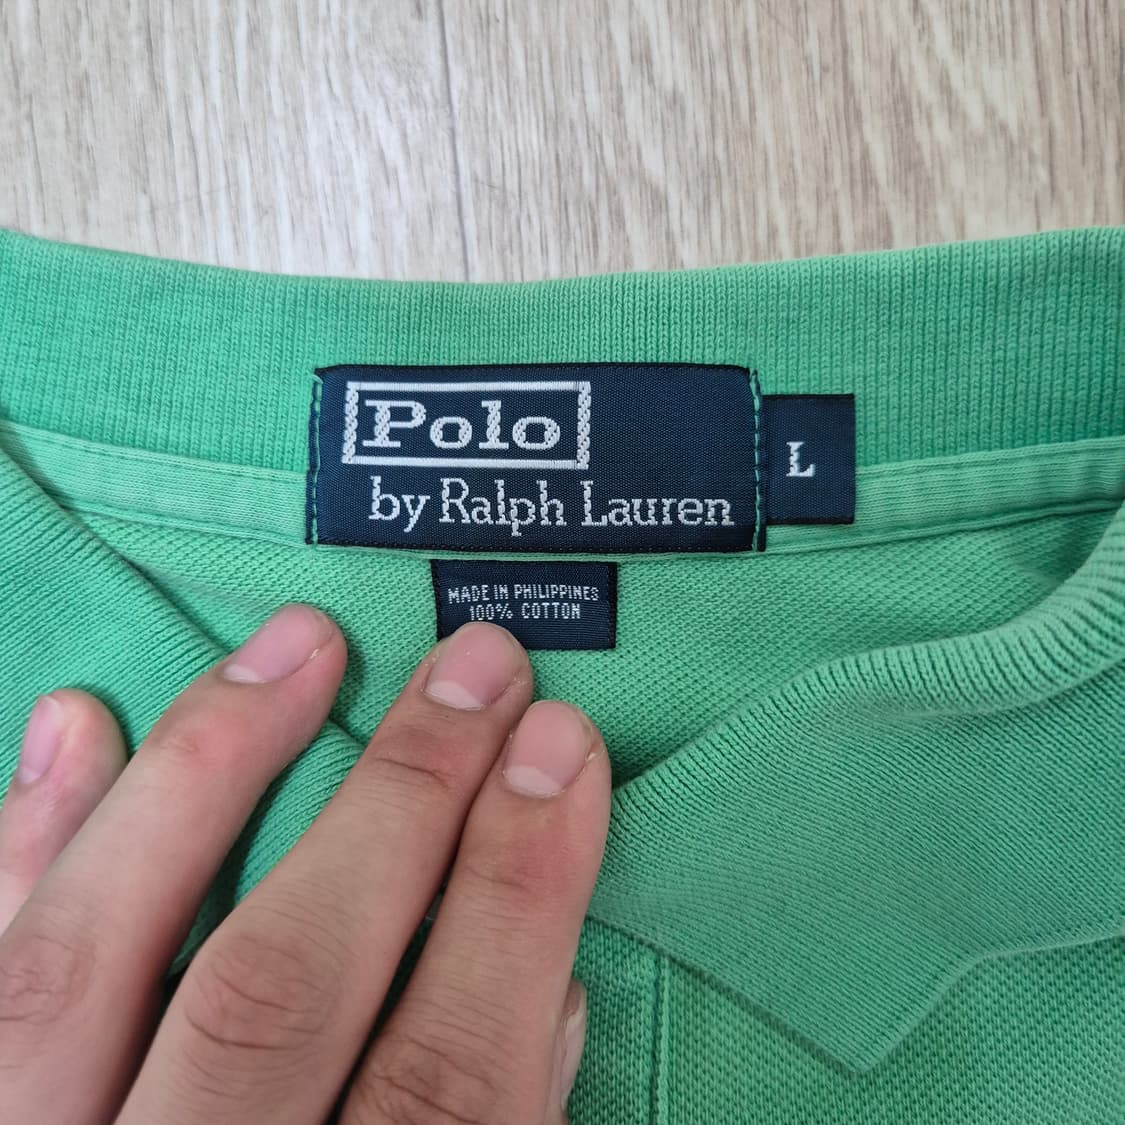 Polo
by Ralph Lauren
L
MADE IN PHILIPPINES
100% COTTON